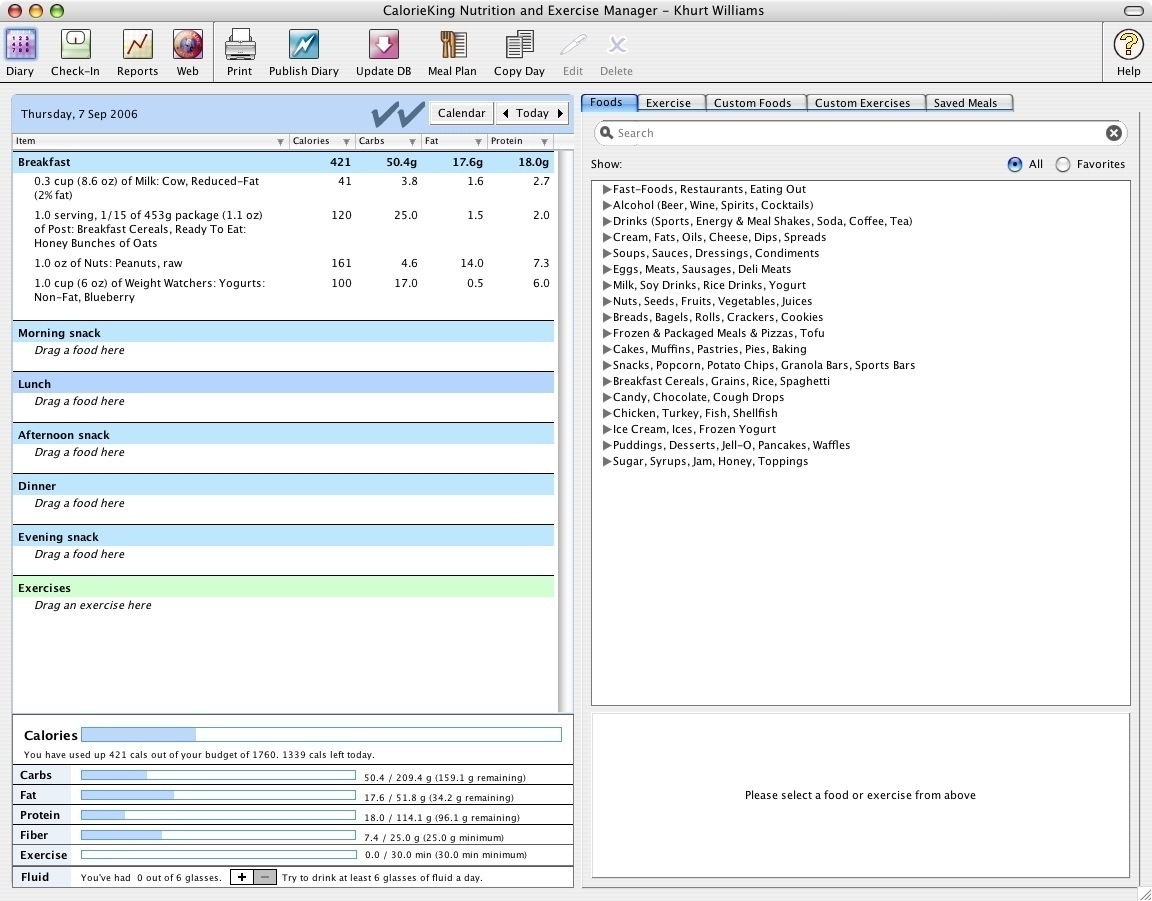 CalorieKing Nutrition and Exercise Manager – Khurt Williams
Diary Check-In Reports Web Print Publish Diary Update DB Meal Plan Copy Day Edit Delete Help
Thursday, 7 Sep 2006 Calendar Today
Item Calories Carbs Fat Protein
Breakfast 421 50.4g 17.6g 18.0g
0.3 cup (8.6 oz) of Milk: Cow, Reduced-Fat 41 3.8 1.6 2.7
(2% fat)
1.0 serving, 1/15 of 453g package (1.1 oz) 120 25.0 1.5 2.0
of Post: Breakfast Cereals, Ready To Eat:
Honey Bunches of Oats
1.0 oz of Nuts: Peanuts, raw 161 4.6 14.0 7.3
1.0 cup (6 oz) of Weight Watchers: Yogurts: 100 17.0 0.5 6.0
Non-Fat, Blueberry
Morning snack
Drag a food here
Lunch
Drag a food here
Afternoon snack
Drag a food here
Dinner
Drag a food here
Evening snack
Drag a food here
Exercises
Drag an exercise here
Calories
You have used up 421 cals out of your budget of 1760. 1339 cals left today.
Carbs 50.4 / 209.4 g (159.1 g remaining)
Fat 17.6 / 51.8 g (34.2 g remaining)
Protein 18.0 / 114.1 g (96.1 g remaining)
Fiber 7.4 / 25.0 g (25.0 g minimum)
Exercise 0.0 / 30.0 min (30.0 min minimum)
Fluid You've had 0 out of 6 glasses. + – Try to drink at least 6 glasses of fluid a day.
Foods Exercise Custom Foods Custom Exercises Saved Meals
Search
Show: All Favorites
Fast-Foods, Restaurants, Eating Out
Alcohol (Beer, Wine, Spirits, Cocktails)
Drinks (Sports, Energy & Meal Shakes, Soda, Coffee, Tea)
Cream, Fats, Oils, Cheese, Dips, Spreads
Soups, Sauces, Dressings, Condiments
Eggs, Meats, Sausages, Deli Meats
Milk, Soy Drinks, Rice Drinks, Yogurt
Nuts, Seeds, Fruits, Vegetables, Juices
Breads, Bagels, Rolls, Crackers, Cookies
Frozen & Packaged Meals & Pizzas, Tofu
Cakes, Muffins, Pastries, Pies, Baking
Snacks, Popcorn, Potato Chips, Granola Bars, Sports Bars
Breakfast Cereals, Grains, Rice, Spaghetti
Candy, Chocolate, Cough Drops
Chicken, Turkey, Fish, Shellfish
Ice Cream, Ices, Frozen Yogurt
Puddings, Desserts, Jell-O, Pancakes, Waffles
Sugar, Syrups, Jam, Honey, Toppings
Please select a food or exercise from above